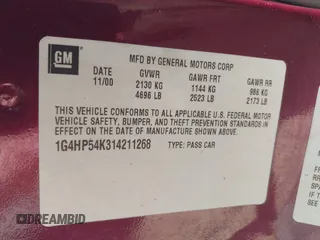 GM
MFD BY GENERAL MOTORS CORP
DATE GVWR GAWR FRT GAWR RR
11/00 2130 KG 1144 KG 986 KG
4696 LB 2523 LB 2173 LB
THIS VEHICLE CONFORMS TO ALL APPLICABLE U.S. FEDERAL MOTOR
VEHICLE SAFETY, BUMPER, AND THEFT PREVENTION STANDARDS IN
EFFECT ON THE DATE OF MANUFACTURE SHOWN ABOVE.
1G4HP54K314211268 TYPE: PASS CAR
DREAMBID